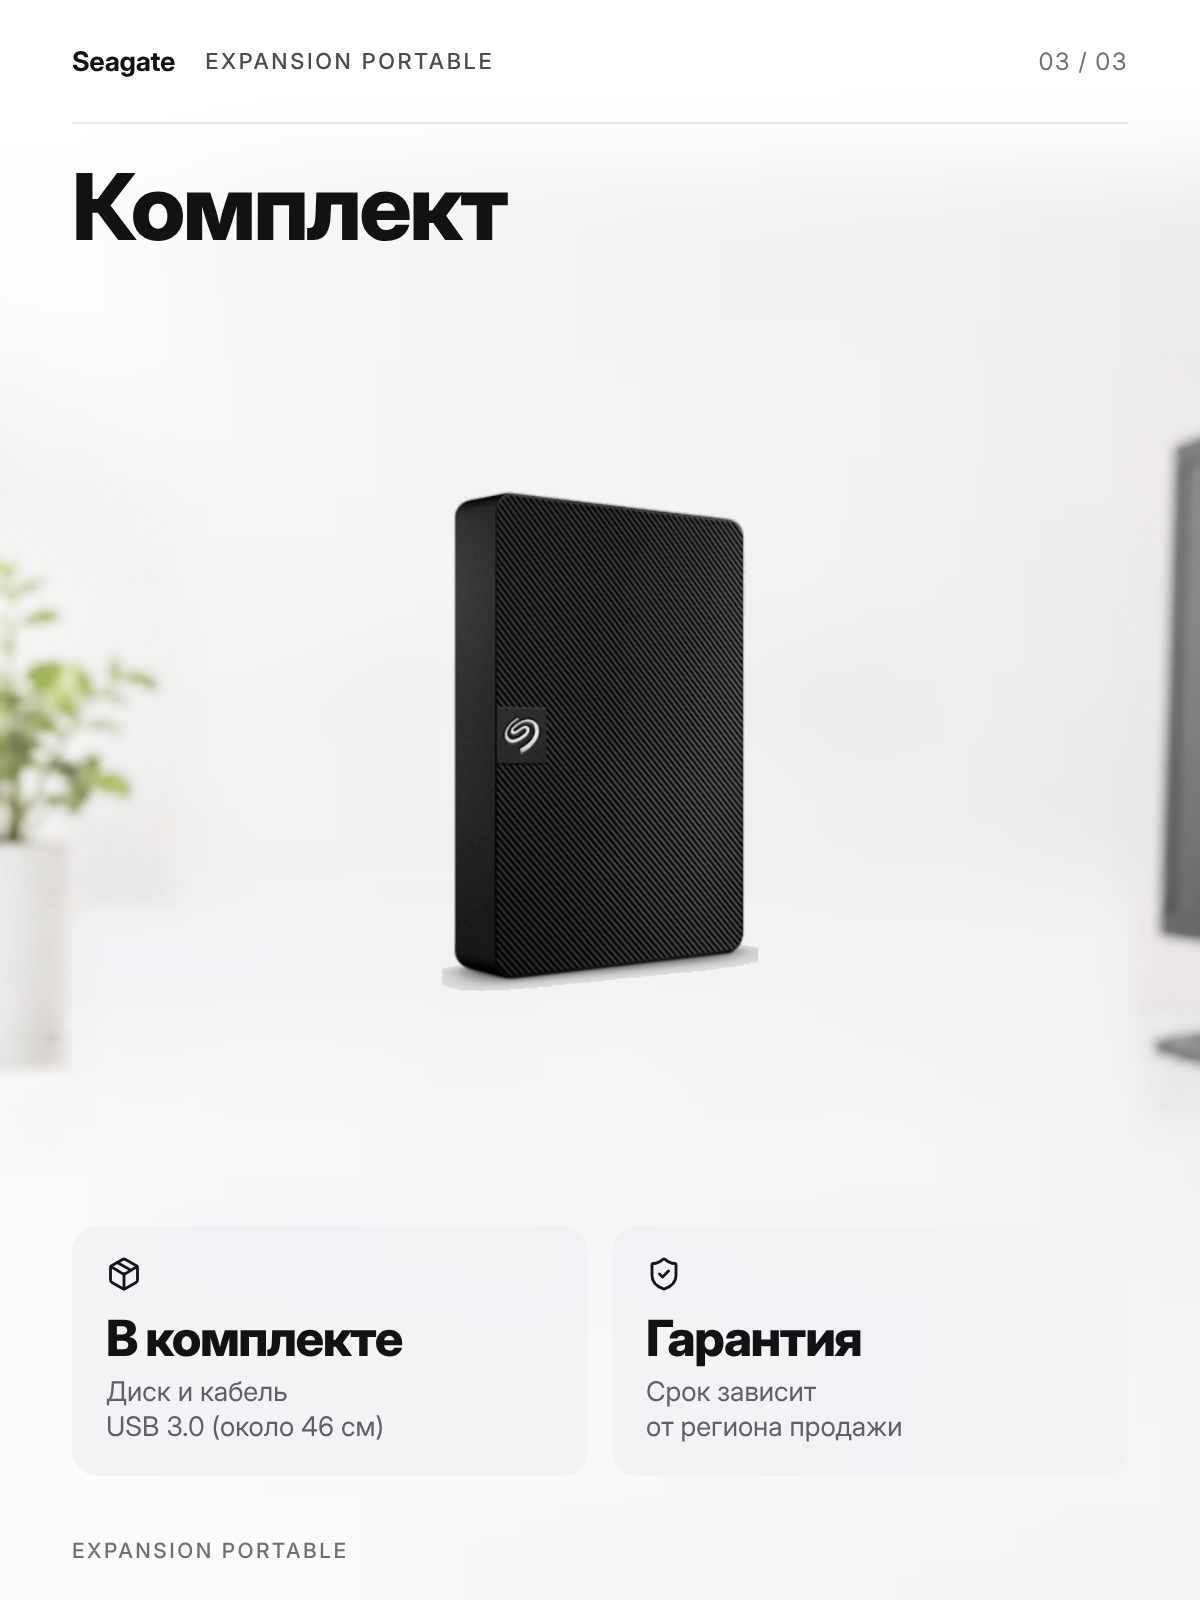 Seagate EXPANSION PORTABLE 03 / 03
Комплект
В комплекте
Диск и кабель
USB 3.0 (около 46 см)
Гарантия
Срок зависит
от региона продажи
EXPANSION PORTABLE